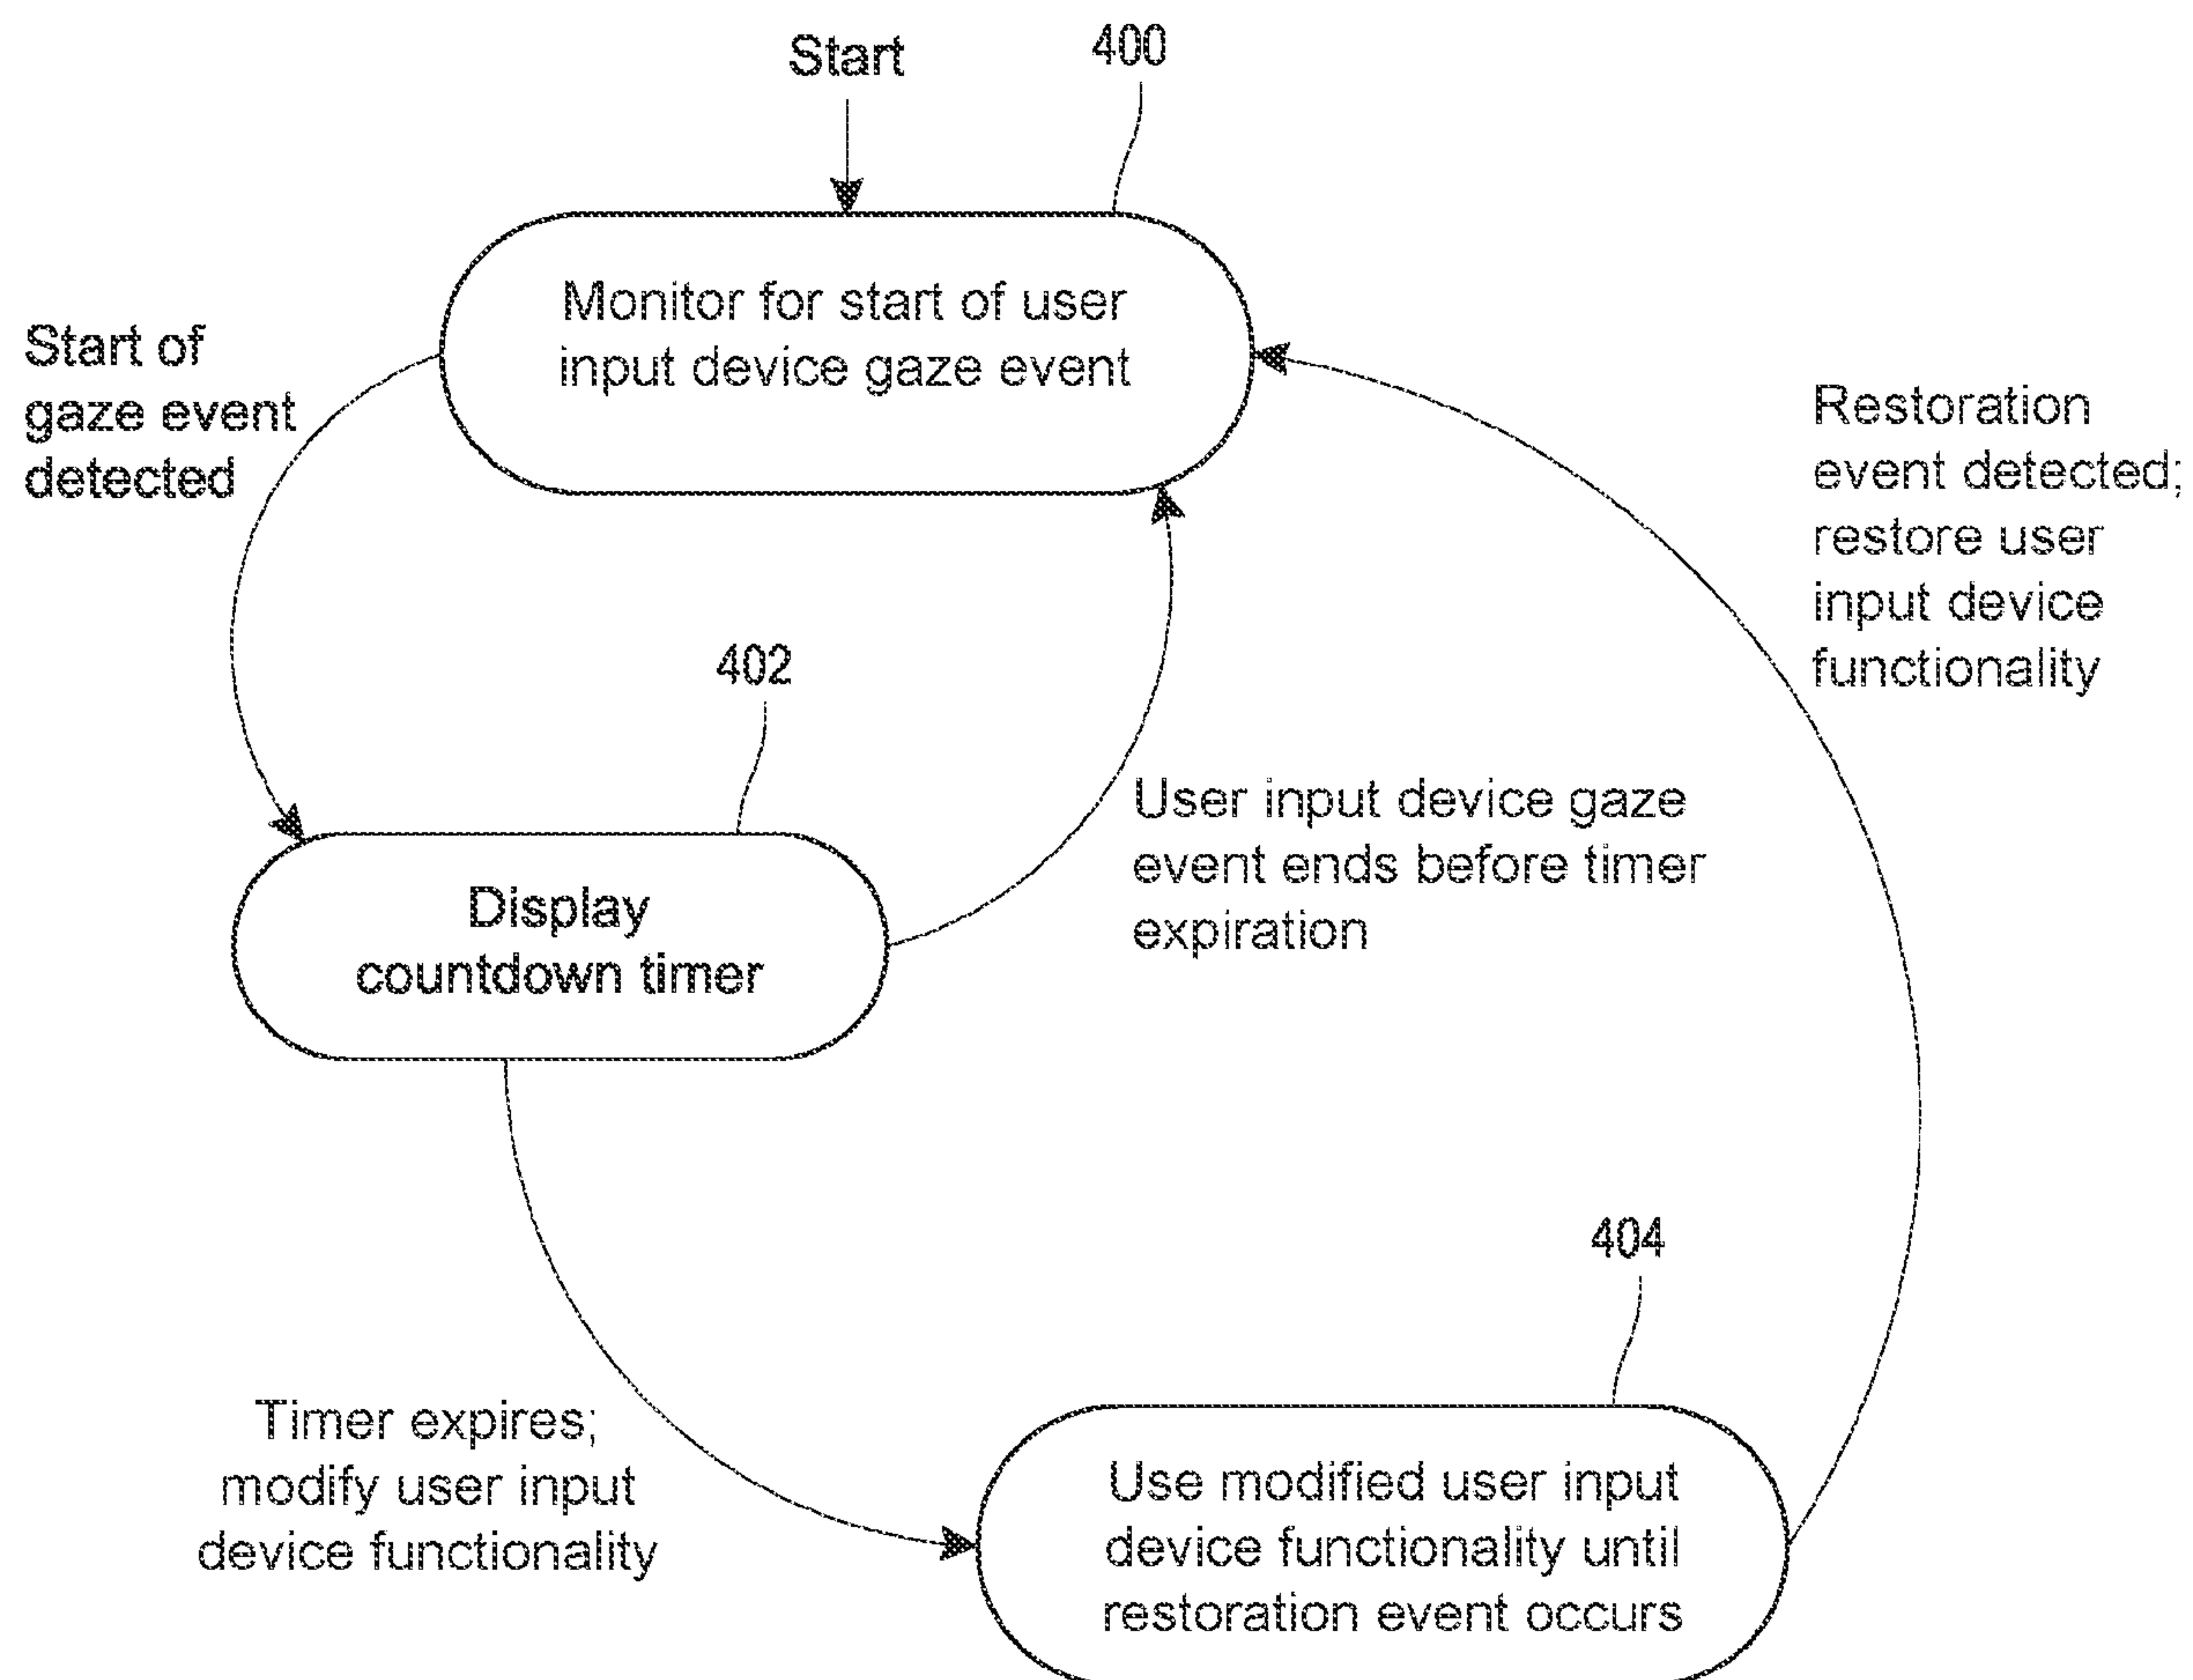 Start
400
Monitor for start of user
input device gaze event
Start of
gaze event
detected
Restoration
event detected;
restore user
input device
functionality
402
User input device gaze
event ends before timer
expiration
Display
countdown timer
404
Timer expires;
modify user input
device functionality
Use modified user input
device functionality until
restoration event occurs